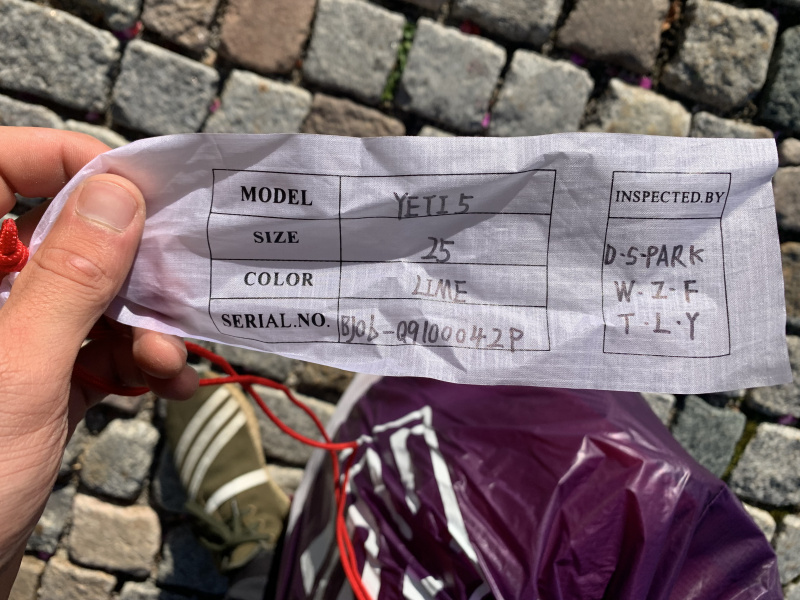 MODEL YETI 5
SIZE 25
COLOR LIME
SERIAL.NO. BJ06-Q9100042P
INSPECTED.BY
D-S-PARK
W-I-F
T-L-Y